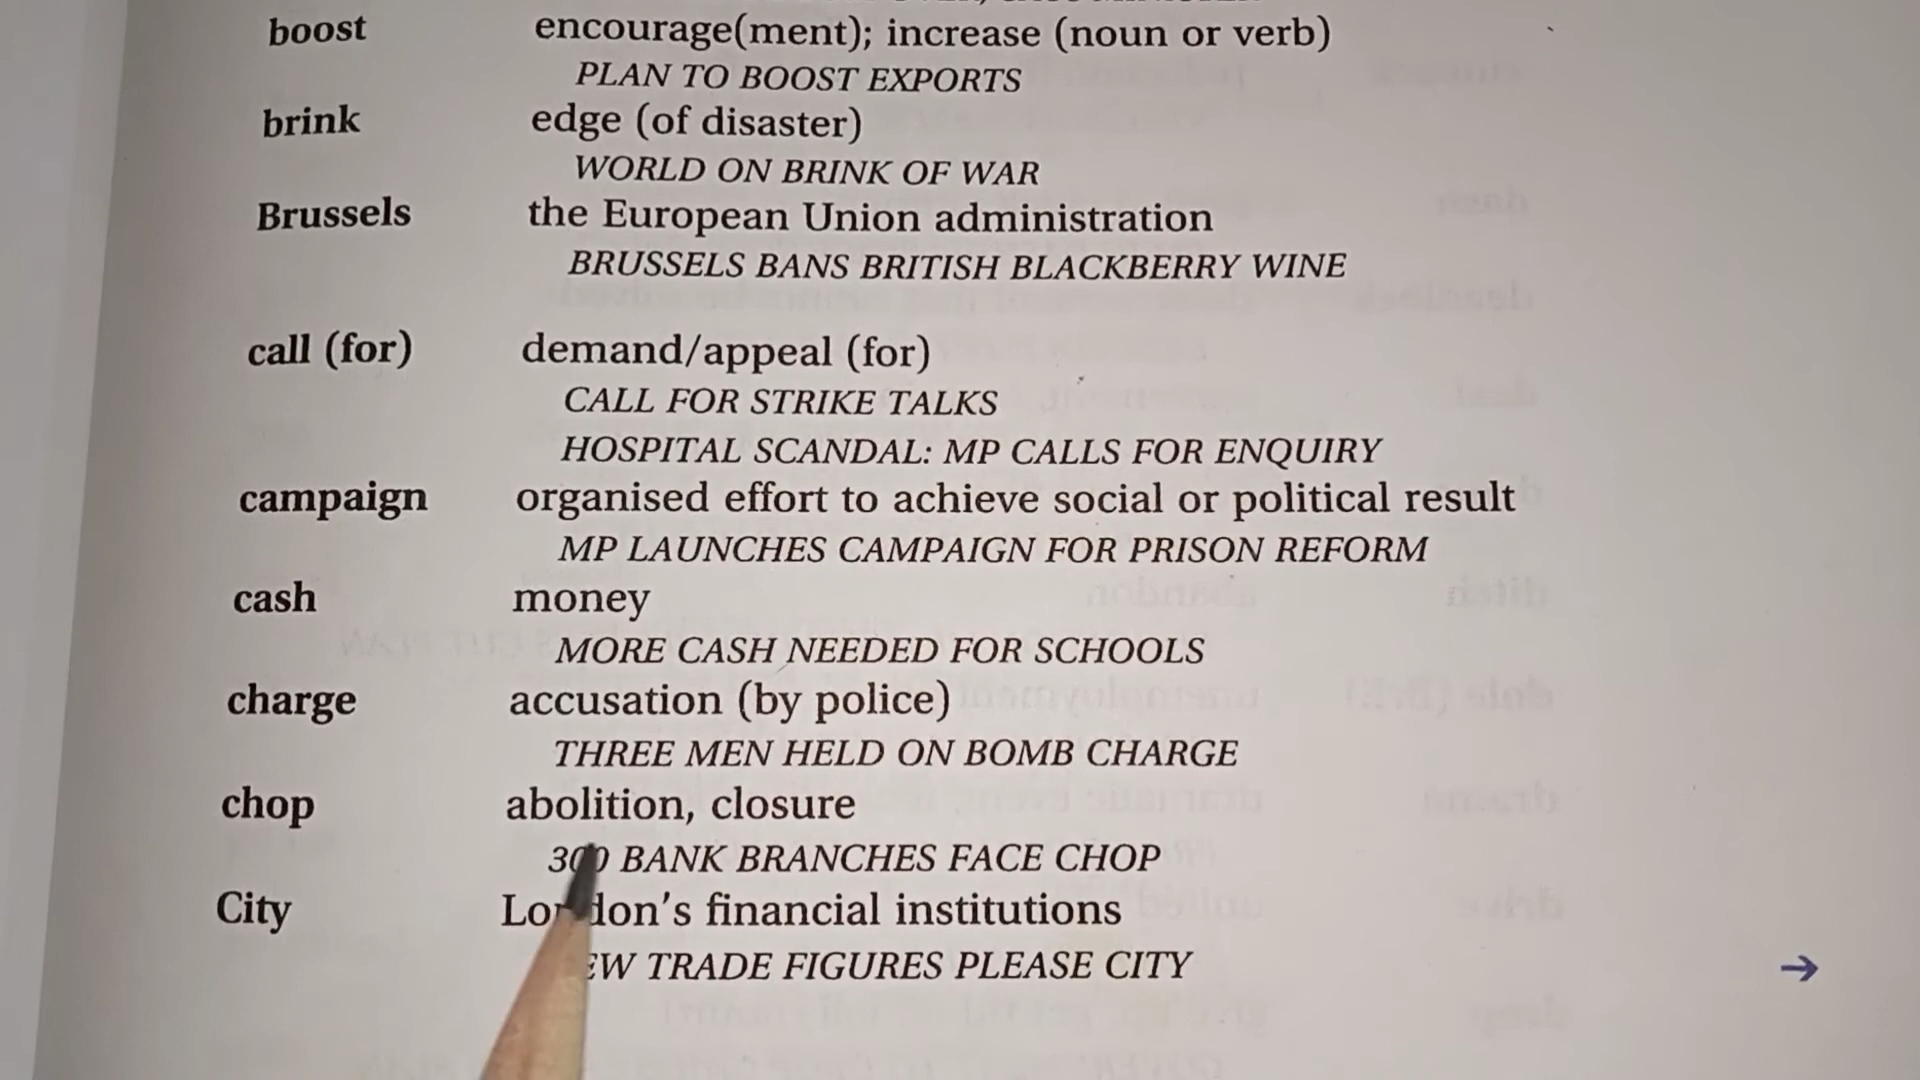 boost encourage(ment); increase (noun or verb)
PLAN TO BOOST EXPORTS
brink edge (of disaster)
WORLD ON BRINK OF WAR
Brussels the European Union administration
BRUSSELS BANS BRITISH BLACKBERRY WINE
call (for) demand/appeal (for)
CALL FOR STRIKE TALKS
HOSPITAL SCANDAL: MP CALLS FOR ENQUIRY
campaign organised effort to achieve social or political result
MP LAUNCHES CAMPAIGN FOR PRISON REFORM
cash money
MORE CASH NEEDED FOR SCHOOLS
charge accusation (by police)
THREE MEN HELD ON BOMB CHARGE
chop abolition, closure
300 BANK BRANCHES FACE CHOP
City London's financial institutions
TRADE FIGURES PLEASE CITY
→